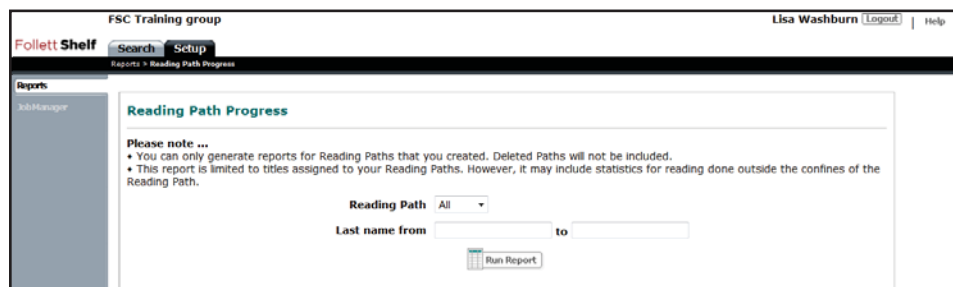 FSC Training group
Lisa Washburn Logout | Help
Follett Shelf
Search Setup
Reports > Reading Path Progress
Reports
Job Manager
Reading Path Progress
Please note ...
• You can only generate reports for Reading Paths that you created. Deleted Paths will not be included.
• This report is limited to titles assigned to your Reading Paths. However, it may include statistics for reading done outside the confines of the
Reading Path.
Reading Path All
Last name from to
Run Report